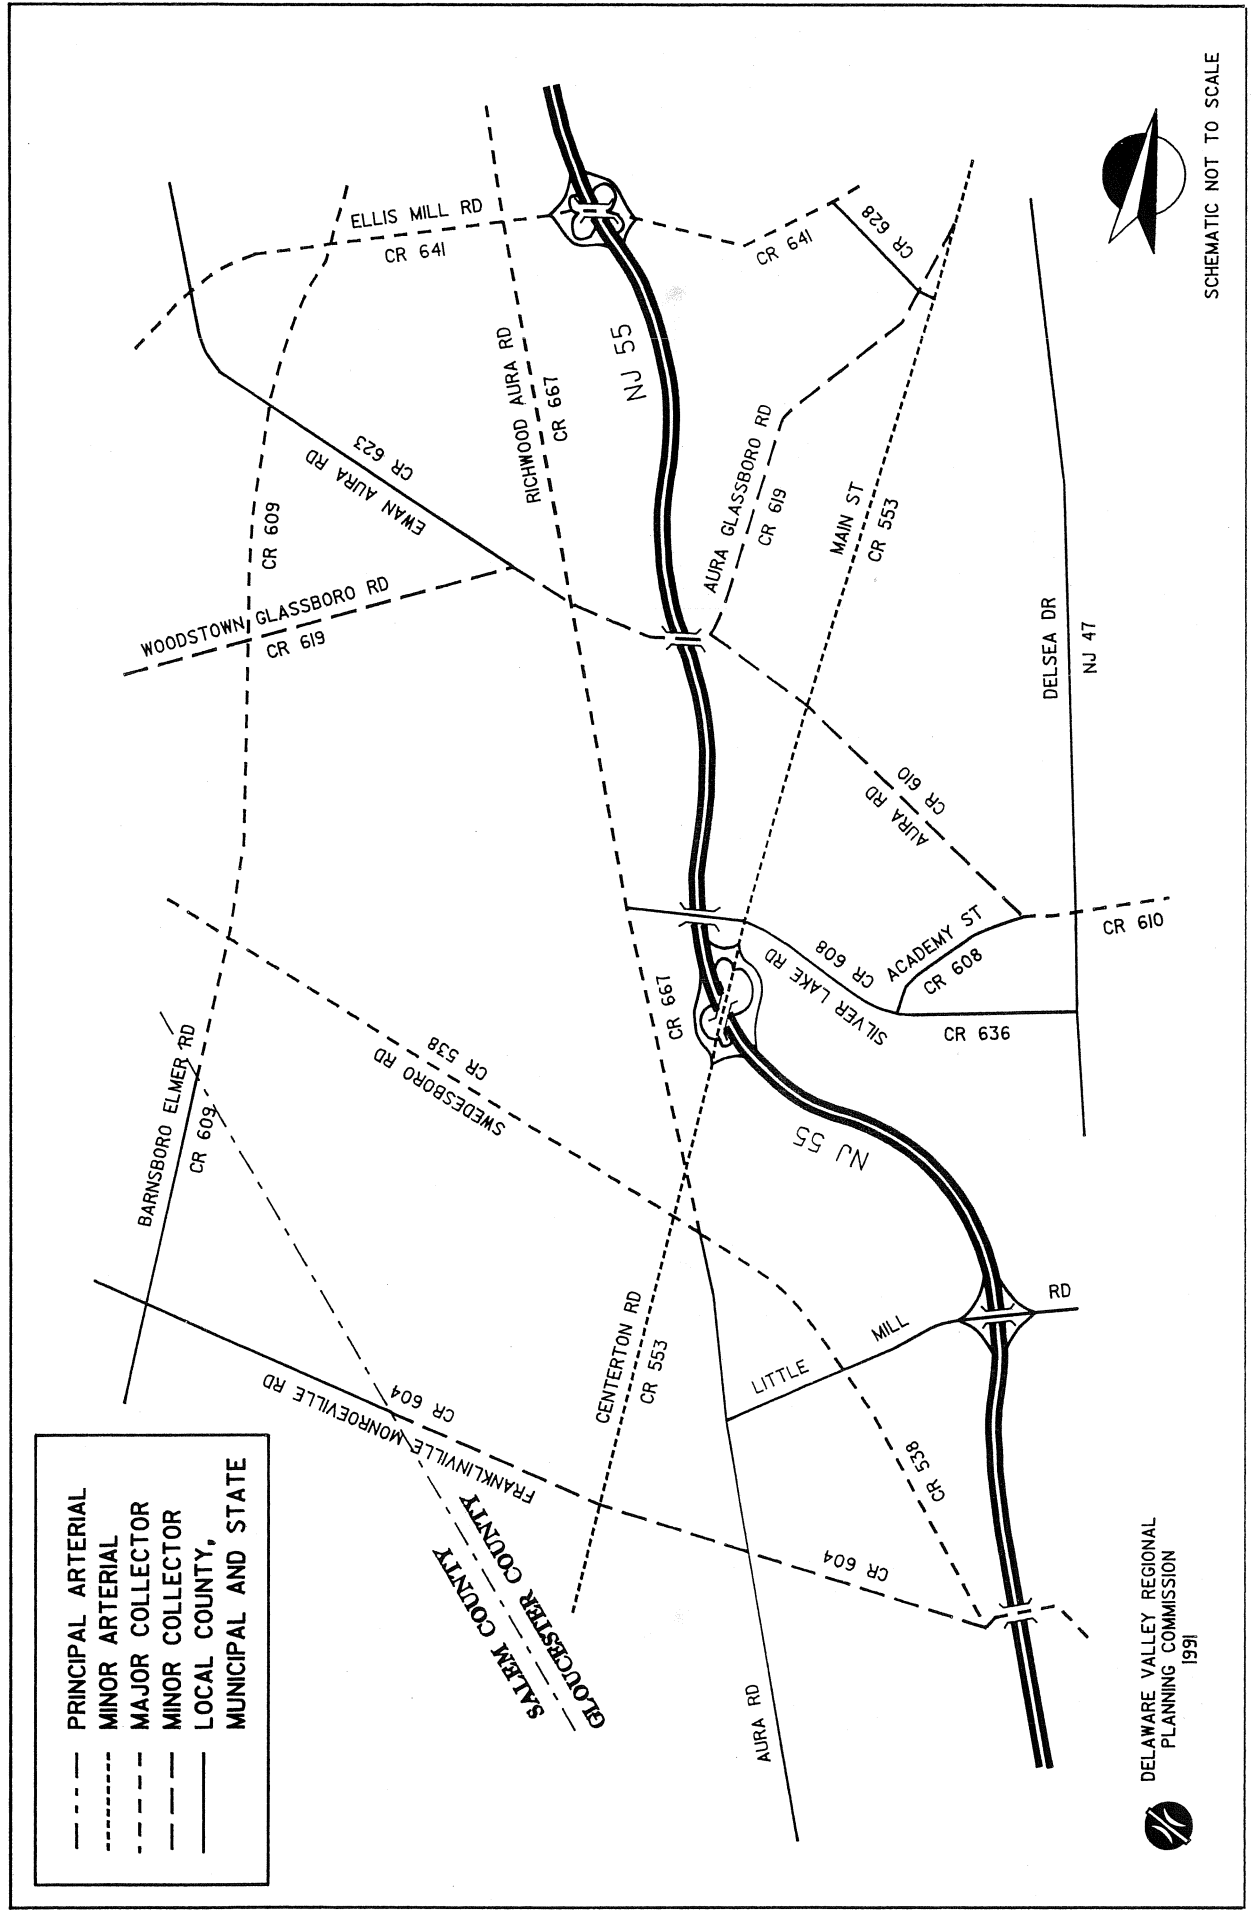 SCHEMATIC NOT TO SCALE
ELLIS MILL RD
CR 641
CR 641
CR 628
NJ 55
RICHWOOD AURA RD
CR 667
CR 623
EWAN AURA RD
CR 609
AURA GLASSBORO RD
CR 619
MAIN ST
CR 553
WOODSTOWN GLASSBORO RD
CR 619
DELSEA DR
NJ 47
CR 610
AURA RD
CR 610
ACADEMY ST
CR 608
CR 608
SILVER LAKE RD
CR 636
CR 667
CR 538
SWEDESBORO RD
BARNSBORO ELMER RD
CR 609
NJ 55
CENTERTON RD
CR 553
LITTLE MILL RD
CR 604
FRANKLINVILLE MONROEVILLE RD
CR 538
CR 604
SALEM COUNTY
GLOUCESTER COUNTY
AURA RD
PRINCIPAL ARTERIAL
MINOR ARTERIAL
MAJOR COLLECTOR
MINOR COLLECTOR
LOCAL COUNTY,
MUNICIPAL AND STATE
DELAWARE VALLEY REGIONAL
PLANNING COMMISSION
1991